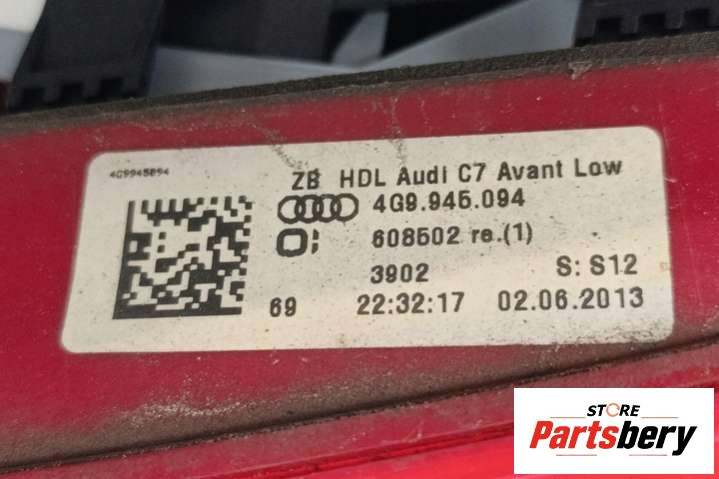 4G9945094
ZB HDL Audi C7 Avant Low
4G9.945.094
608502 re.(1)
3902 S: S12
69 22:32:17 02.06.2013
STORE
Partsbery